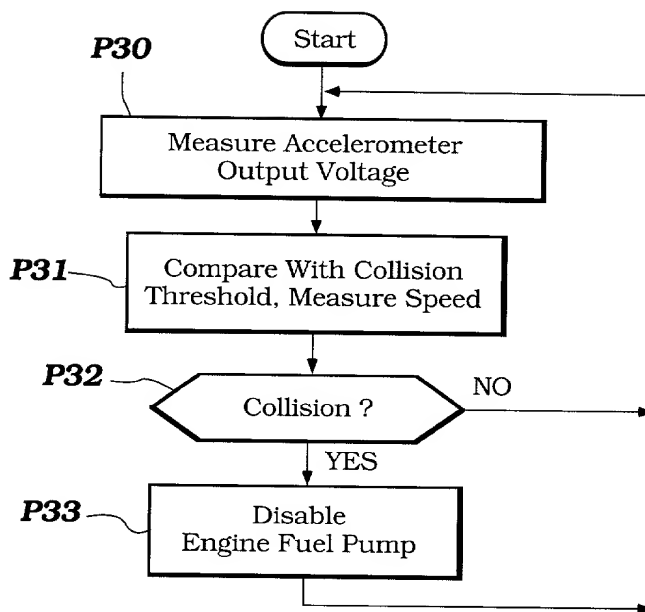 Start
P30
Measure Accelerometer
Output Voltage
P31
Compare With Collision
Threshold, Measure Speed
P32
Collision ?
NO
YES
P33
Disable
Engine Fuel Pump